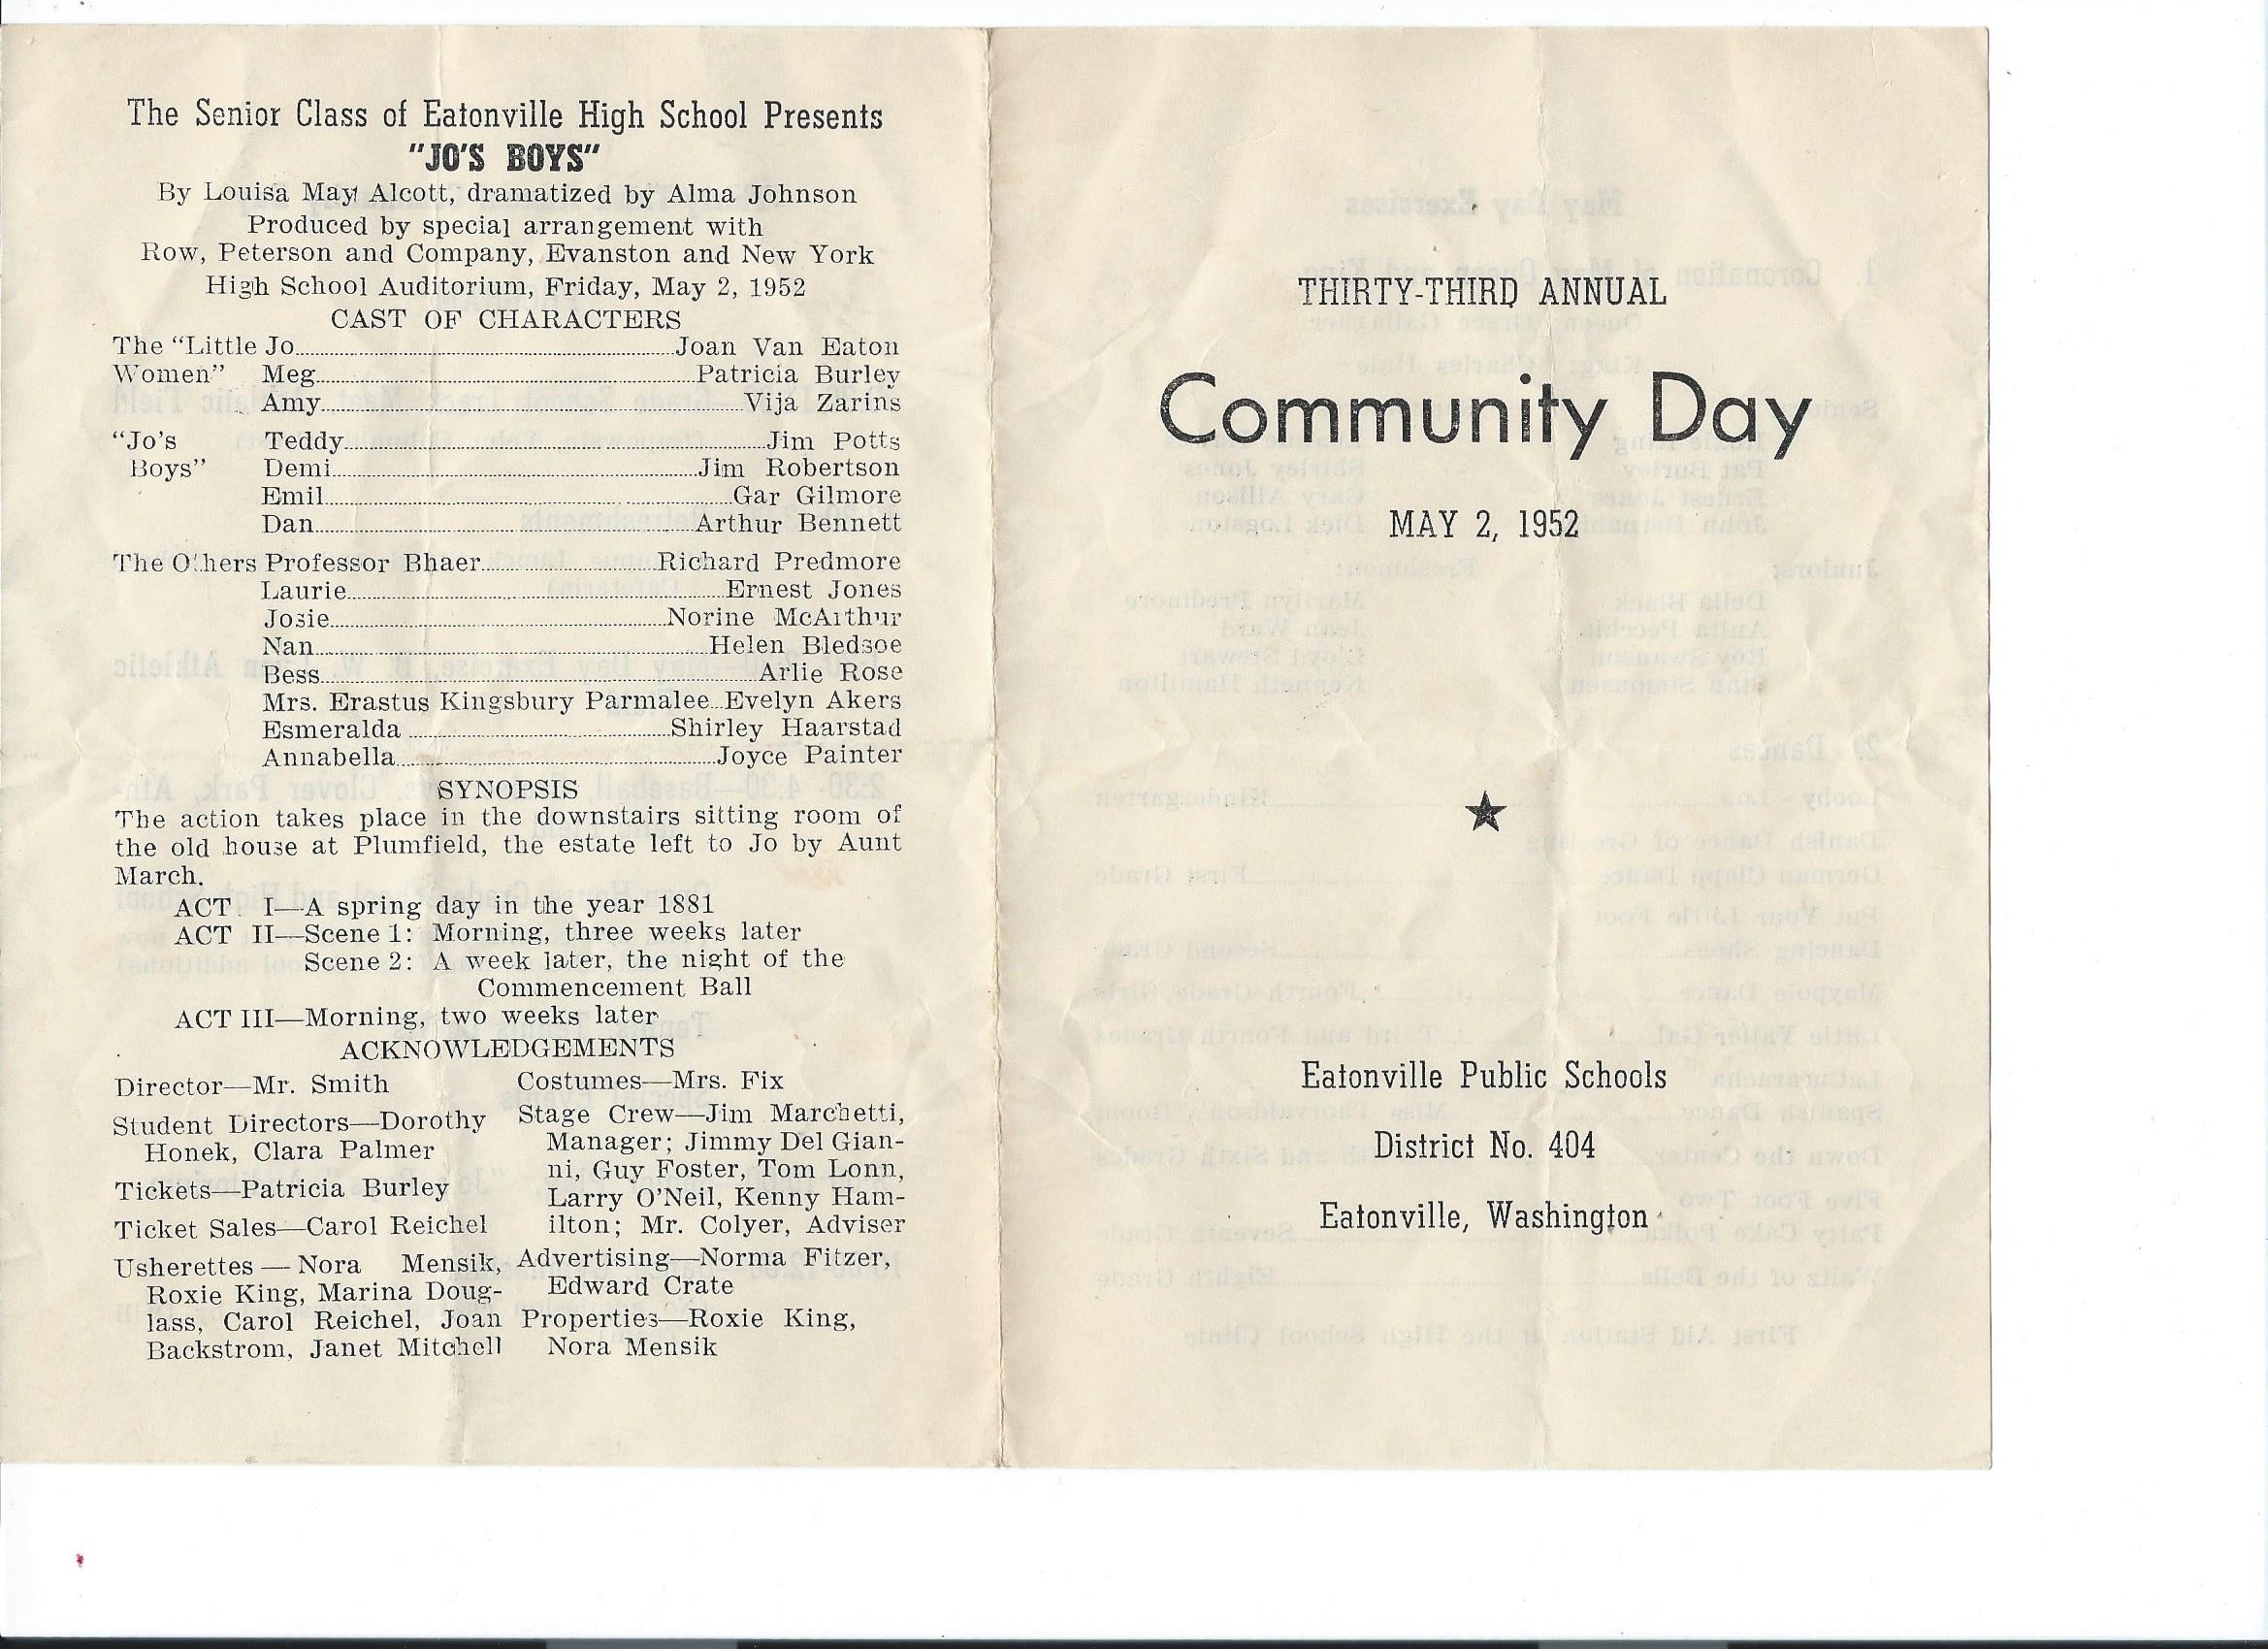 The Senior Class of Eatonville High School Presents
"JO'S BOYS"
By Louisa May Alcott, dramatized by Alma Johnson
Produced by special arrangement with
Row, Peterson and Company, Evanston and New York
High School Auditorium, Friday, May 2, 1952
CAST OF CHARACTERS
The "Little Jo Joan Van Eaton
Women" Meg Patricia Burley
Amy Vija Zarins
"Jo's Teddy Jim Potts
Boys" Demi Jim Robertson
Emil Gar Gilmore
Dan Arthur Bennett
The Others Professor Bhaer Richard Predmore
Laurie Ernest Jones
Josie Norine McArthur
Nan Helen Bledsoe
Bess Arlie Rose
Mrs. Erastus Kingsbury Parmalee Evelyn Akers
Esmeralda Shirley Haarstad
Annabella Joyce Painter
SYNOPSIS
The action takes place in the downstairs sitting room of
the old house at Plumfield, the estate left to Jo by Aunt
March.
ACT I—A spring day in the year 1881
ACT II—Scene 1: Morning, three weeks later
Scene 2: A week later, the night of the
Commencement Ball
ACT III—Morning, two weeks later
ACKNOWLEDGEMENTS
Director—Mr. Smith
Student Directors—Dorothy
Honek, Clara Palmer
Tickets—Patricia Burley
Ticket Sales—Carol Reichel
Usherettes — Nora Mensik,
Roxie King, Marina Doug-
lass, Carol Reichel, Joan
Backstrom, Janet Mitchell
Costumes—Mrs. Fix
Stage Crew—Jim Marchetti,
Manager; Jimmy Del Gian-
ni, Guy Foster, Tom Lonn,
Larry O'Neil, Kenny Ham-
ilton; Mr. Colyer, Adviser
Advertising—Norma Fitzer,
Edward Crate
Properties—Roxie King,
Nora Mensik
THIRTY-THIRD ANNUAL
Community Day
MAY 2, 1952
Eatonville Public Schools
District No. 404
Eatonville, Washington